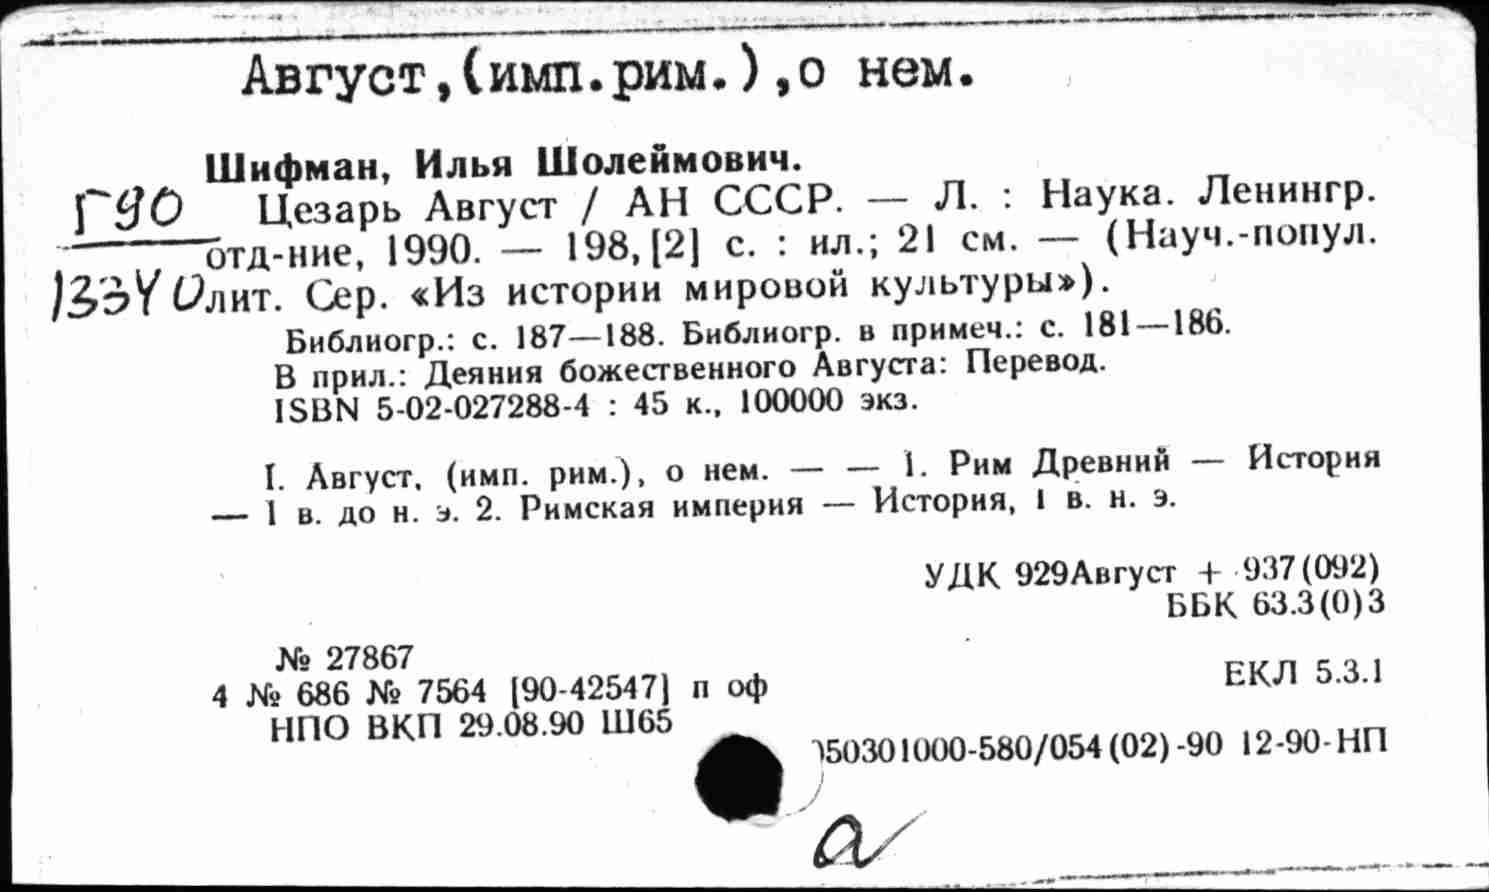 Август,(имп.рим.),о нем.
Шифман, Илья Шолеймович.
Г90
Цезарь Август / АН СССР. — Л. : Наука. Ленингр.
отд-ние, 1990. — 198, [2] с. : ил.; 21 см. — (Науч.-попул.
13340
лит. Сер. «Из истории мировой культуры»).
Библиогр.: с. 187—188. Библиогр. в примеч.: с. 181—186.
В прил.: Деяния божественного Августа: Перевод.
ISBN 5-02-027288-4 : 45 к., 100000 экз.
I. Август, (имп. рим.), о нем. — — 1. Рим Древний — История
— 1 в. до н. э. 2. Римская империя — История, 1 в. н. э.
УДК 929Август + 937(092)
ББК 63.3(0)3
№ 27867
4 № 686 № 7564 [90-42547] п оф
ЕКЛ 5.3.1
НПО ВКП 29.08.90 Ш65
050301000-580/054(02)-90 12-90-НП
а